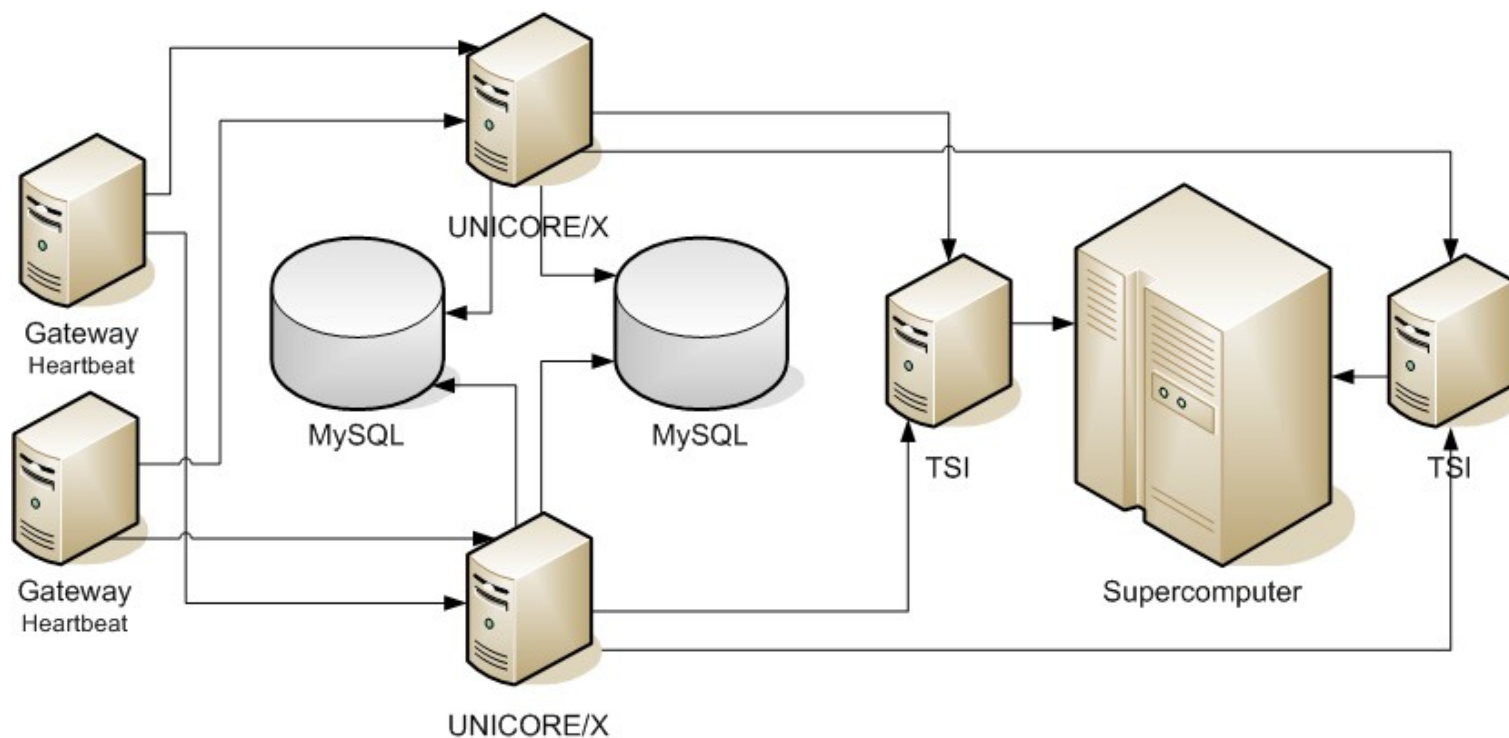 UNICORE/X
Gateway
Heartbeat
MySQL
MySQL
TSI
TSI
Gateway
Heartbeat
Supercomputer
UNICORE/X